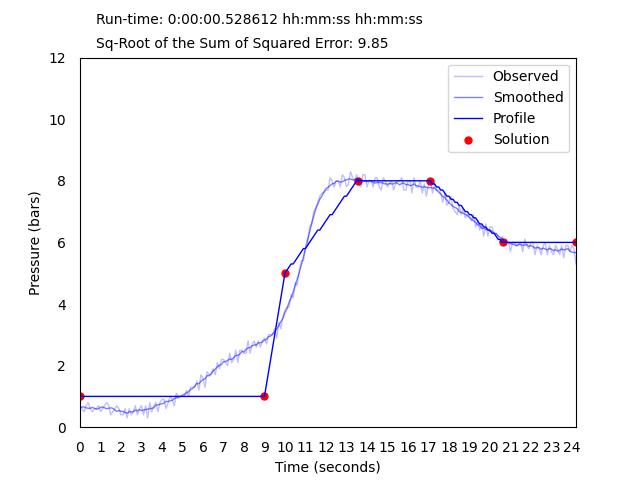 Run-time: 0:00:00.528612 hh:mm:ss hh:mm:ss
Sq-Root of the Sum of Squared Error: 9.85
12
10
8
6
4
2
0
Pressure (bars)
Observed
Smoothed
Profile
Solution
0 1 2 3 4 5 6 7 8 9 10 11 12 13 14 15 16 17 18 19 20 21 22 23 24
Time (seconds)